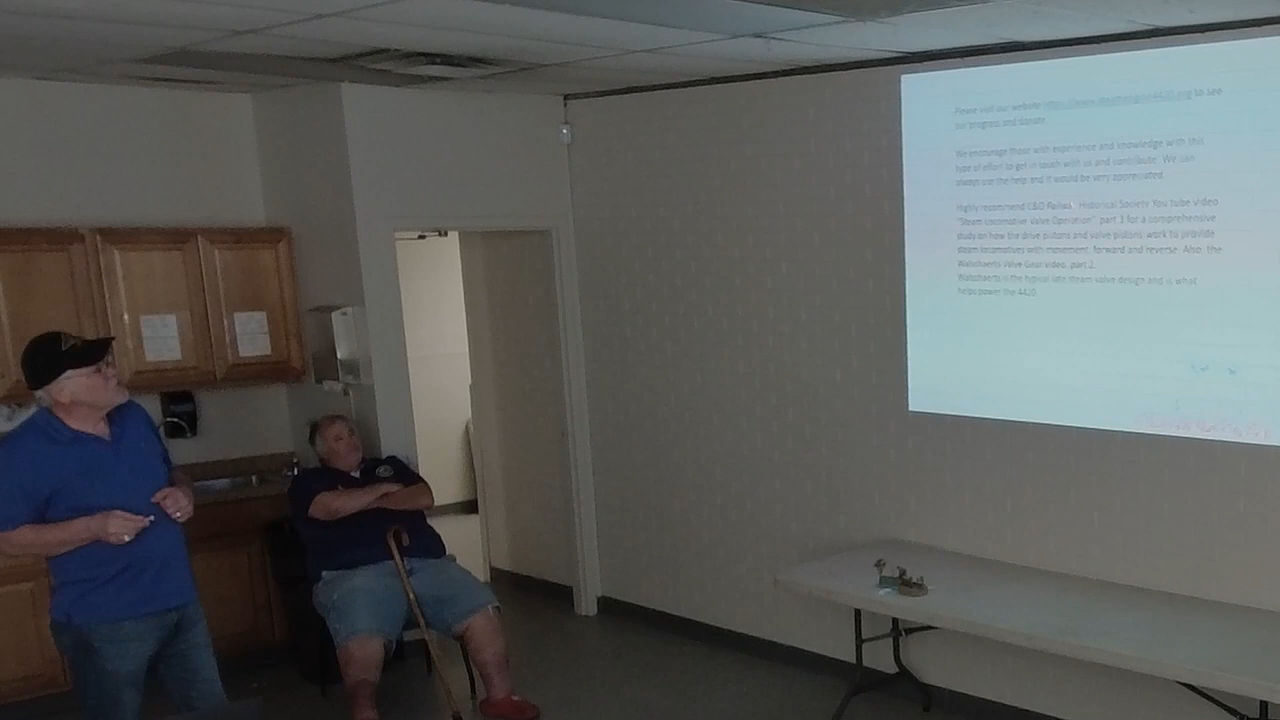 Please visit our website https://www.steamengine4420.org to see
our progress and donate.
We encourage those with experience and knowledge with this
type of effort to get in touch with us and contribute. We can
always use the help and it would be very appreciated.
Highly recommend C&O Railway Historical Society You tube video
"Steam Locomotive Valve Operation" part 1 for a comprehensive
study on how the drive pistons and valve pistons work to provide
steam locomotives with movement, forward and reverse. Also, the
Walschaerts Valve Gear video, part 2.
Walschaerts is the typical late steam valve design and is what
helps power the 4420.